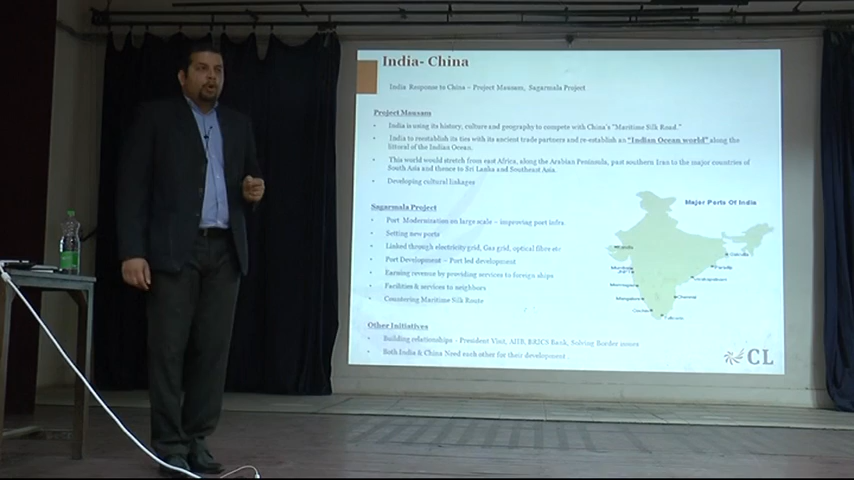 India- China
India Response to China – Project Mausam, Sagarmala Project
Project Mausam
• India is using its history, culture and geography to compete with China's "Maritime Silk Road."
• India to reestablish its ties with its ancient trade partners and re-establish an "Indian Ocean world" along the
littoral of the Indian Ocean.
• This world would stretch from east Africa, along the Arabian Peninsula, past southern Iran to the major countries of
South Asia and thence to Sri Lanka and Southeast Asia.
• Developing cultural linkages
Major Ports Of India
Sagarmala Project
• Port Modernization on large scale – improving port infra.
• Setting new ports
• Linked through electricity grid, Gas grid, optical fibre etc
• Port Development – Port led development
• Earning revenue by providing services to foreign ships
• Facilities & services to neighbors
• Countering Maritime Silk Route
Kandla
Calcutta
Mumbai
Paradip
Mangalore
Chennai
Cochin
Other Initiatives
• Building relationships – President Visit, AIIB, BRICS Bank, Solving Border issues
• Both India & China Need each other for their development
CL